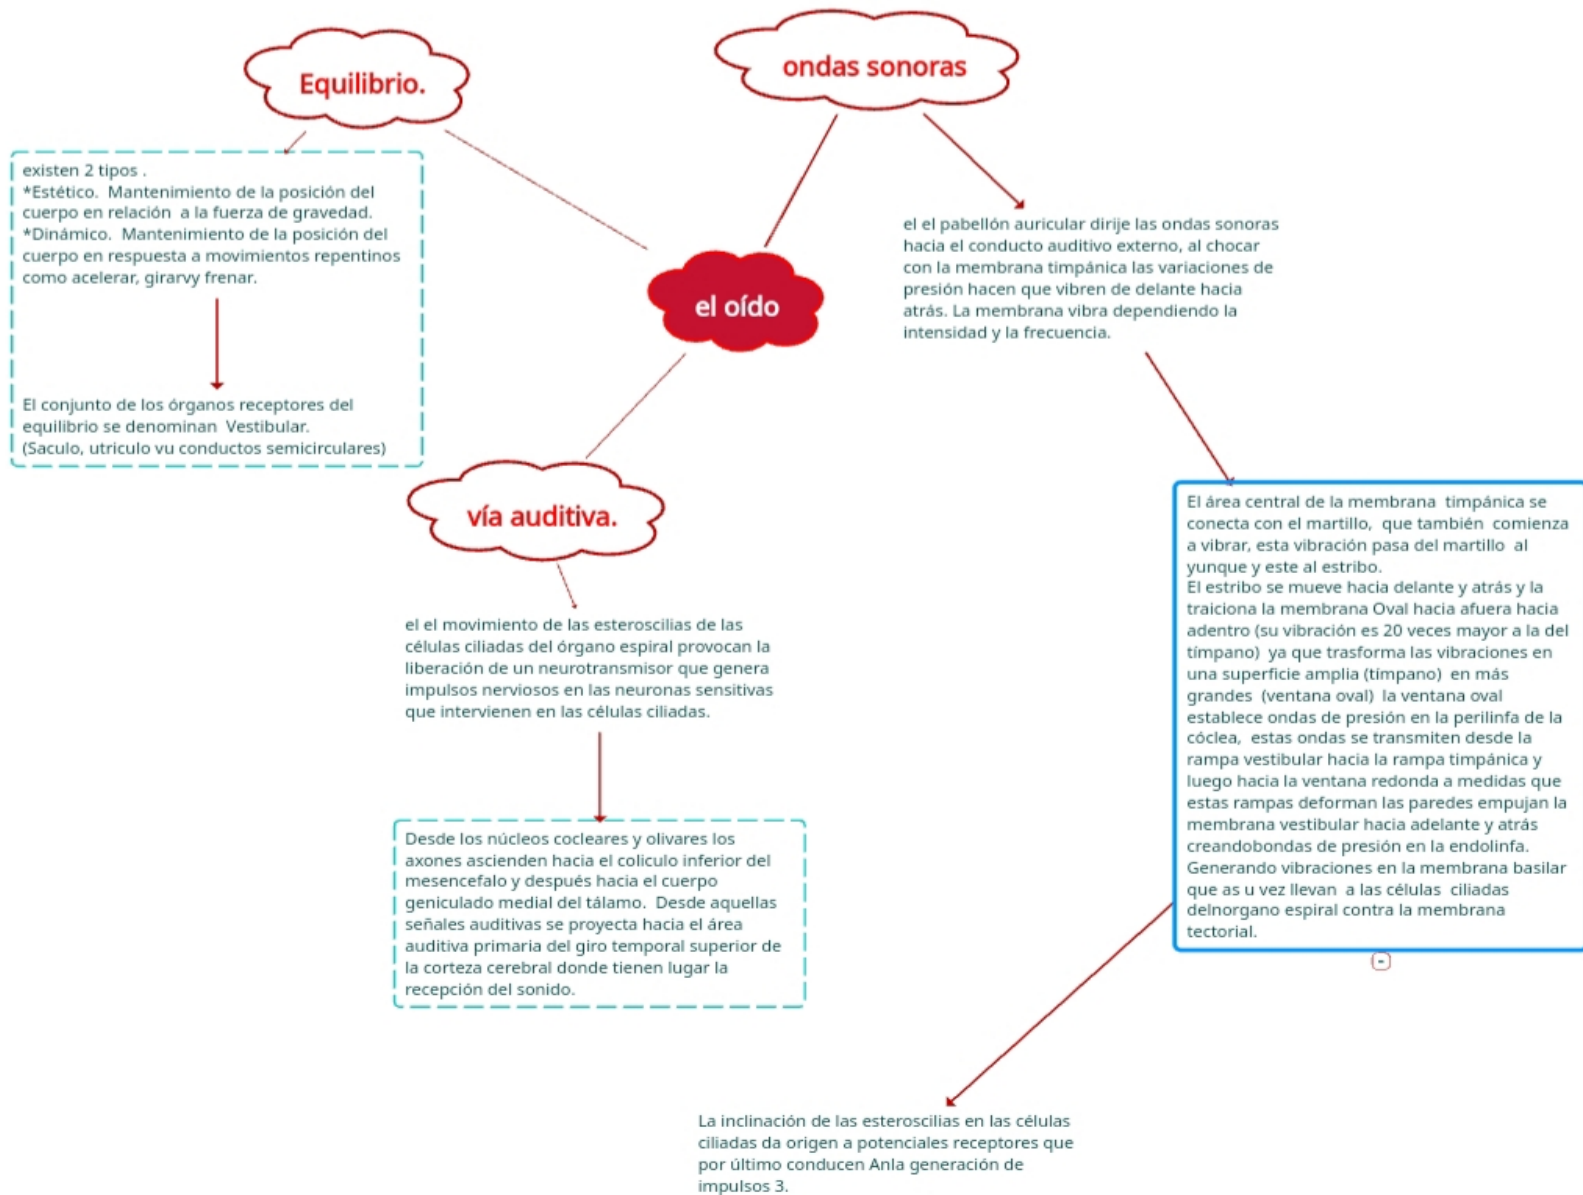 Equilibrio.
existen 2 tipos .
*Estético.  Mantenimiento de la posición del
cuerpo en relación  a la fuerza de gravedad.
*Dinámico.  Mantenimiento de la posición del
cuerpo en respuesta a movimientos repentinos
como acelerar, girarvy frenar.
El conjunto de los órganos receptores del
equilibrio se denominan  Vestibular.
(Saculo, utriculo vu conductos semicirculares)
ondas sonoras
el el pabellón auricular dirije las ondas sonoras
hacia el conducto auditivo externo, al chocar
con la membrana timpánica las variaciones de
presión hacen que vibren de delante hacia
atrás. La membrana vibra dependiendo la
intensidad y la frecuencia.
el oído
El área central de la membrana  timpánica se
conecta con el martillo,  que también  comienza
a vibrar, esta vibración pasa del martillo  al
yunque y este al estribo.
El estribo se mueve hacia delante y atrás y la
traiciona la membrana Oval hacia afuera hacia
adentro (su vibración es 20 veces mayor a la del
tímpano)  ya que trasforma las vibraciones en
una superficie amplia (tímpano)  en más
grandes  (ventana oval)  la ventana oval
establece ondas de presión en la perilinfa de la
cóclea,  estas ondas se transmiten desde la
rampa vestibular hacia la rampa timpánica y
luego hacia la ventana redonda a medidas que
estas rampas deforman las paredes empujan la
membrana vestibular hacia adelante y atrás
creandobondas de presión en la endolinfa.
Generando vibraciones en la membrana basilar
que as u vez llevan  a las células  ciliadas
delnorgano espiral contra la membrana
tectorial.
vía auditiva.
el el movimiento de las esteroscilias de las
células ciliadas del órgano espiral provocan la
liberación de un neurotransmisor que genera
impulsos nerviosos en las neuronas sensitivas
que intervienen en las células ciliadas.
Desde los núcleos cocleares y olivares los
axones ascienden hacia el coliculo inferior del
mesencefalo y después hacia el cuerpo
geniculado medial del tálamo.  Desde aquellas
señales auditivas se proyecta hacia el área
auditiva primaria del giro temporal superior de
la corteza cerebral donde tienen lugar la
recepción del sonido.
La inclinación de las esteroscilias en las células
ciliadas da origen a potenciales receptores que
por último conducen Anla generación de
impulsos 3.